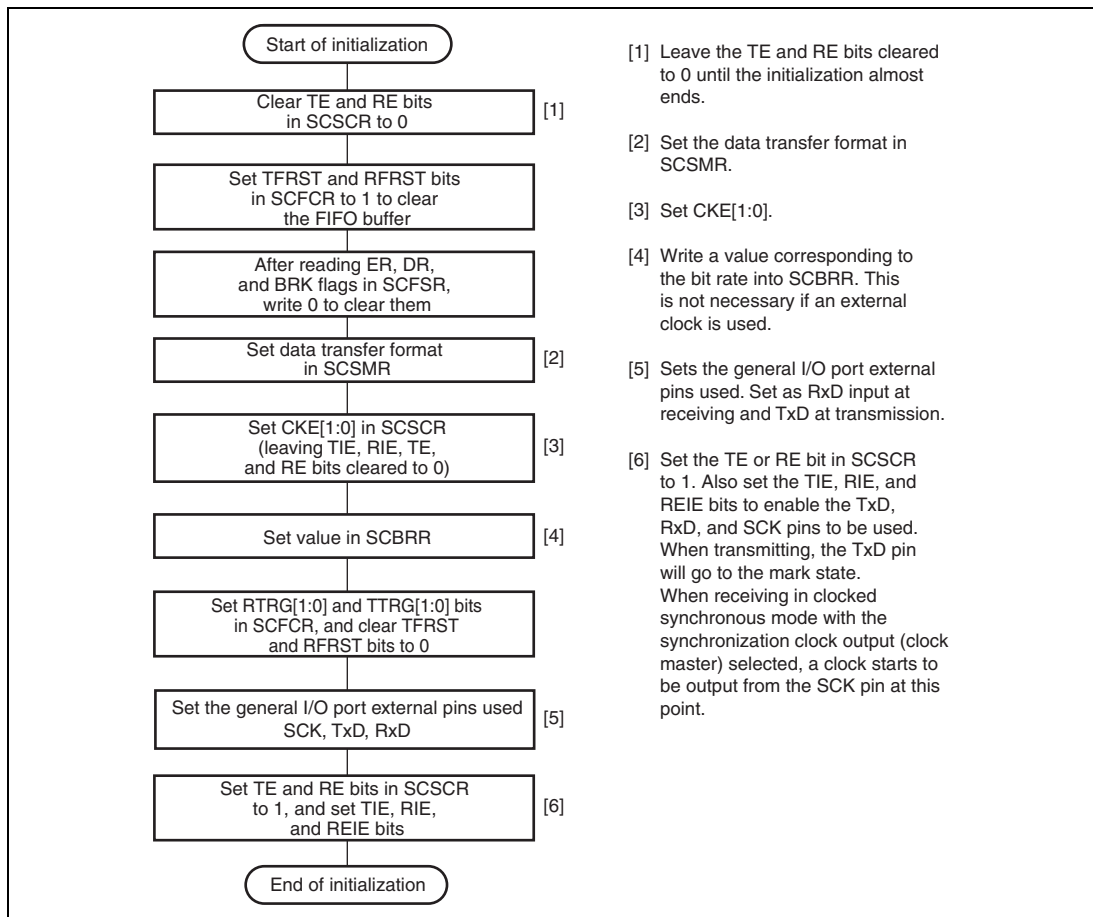 Start of initialization
Clear TE and RE bits
in SCSCR to 0
[1]
Set TFRST and RFRST bits
in SCFCR to 1 to clear
the FIFO buffer
After reading ER, DR,
and BRK flags in SCFSR,
write 0 to clear them
Set data transfer format
in SCSMR
[2]
Set CKE[1:0] in SCSCR
(leaving TIE, RIE, TE,
and RE bits cleared to 0)
[3]
Set value in SCBRR
[4]
Set RTRG[1:0] and TTRG[1:0] bits
in SCFCR, and clear TFRST
and RFRST bits to 0
Set the general I/O port external pins used
SCK, TxD, RxD
[5]
Set TE and RE bits in SCSCR
to 1, and set TIE, RIE,
and REIE bits
[6]
End of initialization
[1] Leave the TE and RE bits cleared
to 0 until the initialization almost
ends.
[2] Set the data transfer format in
SCSMR.
[3] Set CKE[1:0].
[4] Write a value corresponding to
the bit rate into SCBRR. This
is not necessary if an external
clock is used.
[5] Sets the general I/O port external
pins used. Set as RxD input at
receiving and TxD at transmission.
[6] Set the TE or RE bit in SCSCR
to 1. Also set the TIE, RIE, and
REIE bits to enable the TxD,
RxD, and SCK pins to be used.
When transmitting, the TxD pin
will go to the mark state.
When receiving in clocked
synchronous mode with the
synchronization clock output (clock
master) selected, a clock starts to
be output from the SCK pin at this
point.